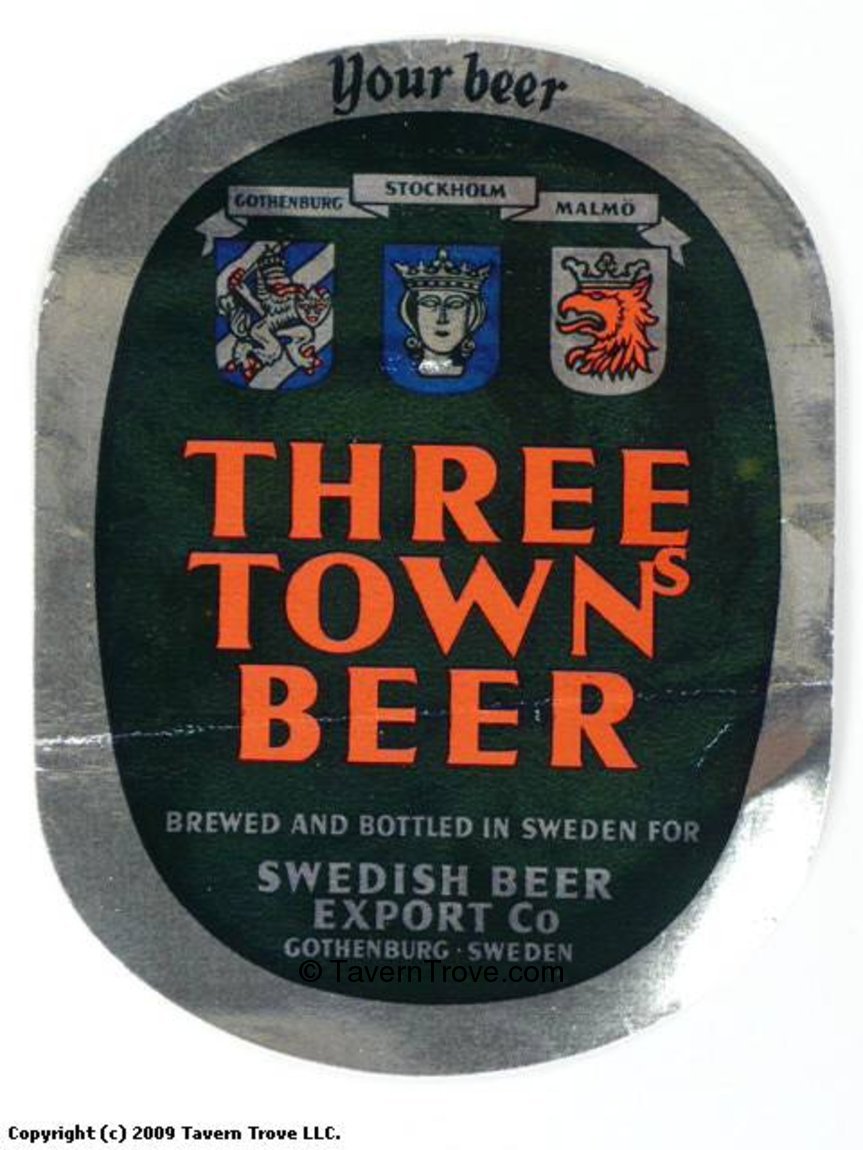 Your beer
GOTHENBURG STOCKHOLM MALMÖ
THREE
TOWNS
BEER
BREWED AND BOTTLED IN SWEDEN FOR
SWEDISH BEER
EXPORT Co
GOTHENBURG · SWEDEN
© TavernTrove.com
Copyright (c) 2009 Tavern Trove LLC.